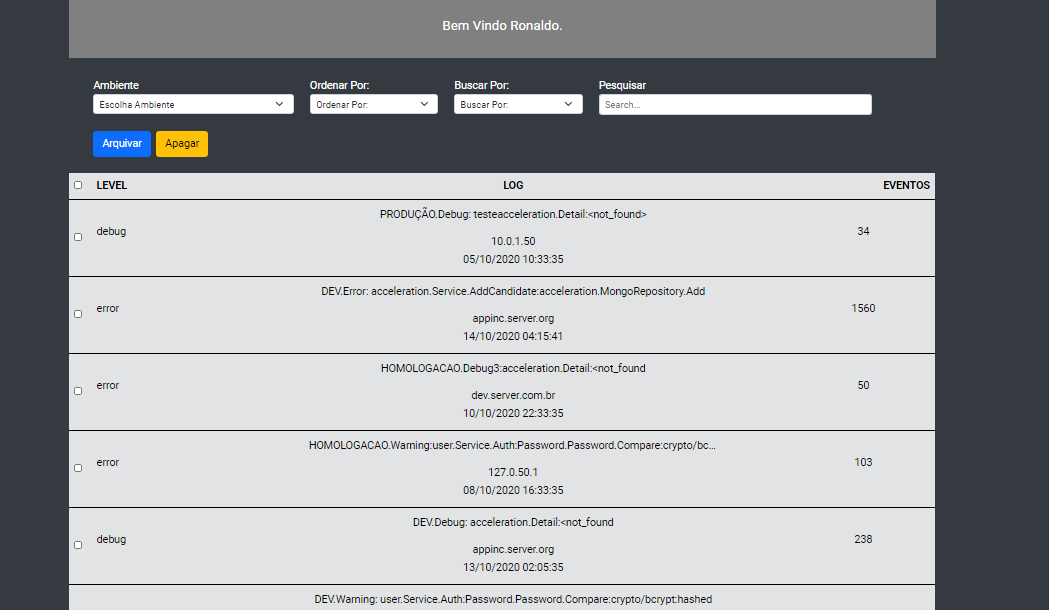 Bem Vindo Ronaldo.
Ambiente Ordenar Por: Buscar Por: Pesquisar
Escolha Ambiente Ordenar Por: Buscar Por: Search...
Arquivar Apagar
LEVEL LOG EVENTOS
PRODUÇÃO.Debug: testeacceleration.Detail:<not_found>
debug 34
10.0.1.50
05/10/2020 10:33:35
DEV.Error: acceleration.Service.AddCandidate:acceleration.MongoRepository.Add
error 1560
appinc.server.org
14/10/2020 04:15:41
HOMOLOGACAO.Debug3:acceleration.Detail:<not_found
error 50
dev.server.com.br
10/10/2020 22:33:35
HOMOLOGACAO.Warning:user.Service.Auth:Password.Password.Compare:crypto/bc...
error 103
127.0.50.1
08/10/2020 16:33:35
DEV.Debug: acceleration.Detail:<not_found
debug 238
appinc.server.org
13/10/2020 02:05:35
DEV.Warning: user.Service.Auth:Password.Password.Compare:crypto/bcrypt:hashed